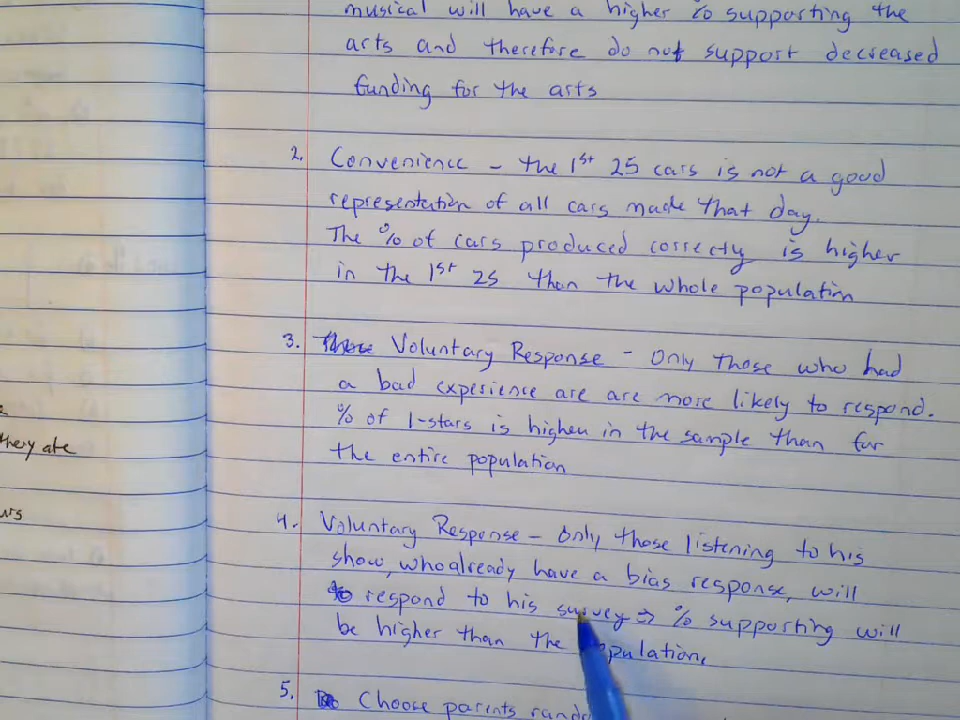 musical will have a higher % supporting the
arts and therefore do not support decreased
funding for the arts
2. Convenience - the 1st 25 cars is not a good
representation of all cars made that day.
The % of cars produced correctly is higher
in the 1st 25 than the whole population
3. Voluntary Response - Only those who had
a bad experience are are more likely to respond.
% of 1-stars is higher in the sample than for
the entire population
they ate
4. Voluntary Response - Only those listening to his
show, who already have a bias response, will
respond to his survey => % supporting will
be higher than the population.
5. Choose parents